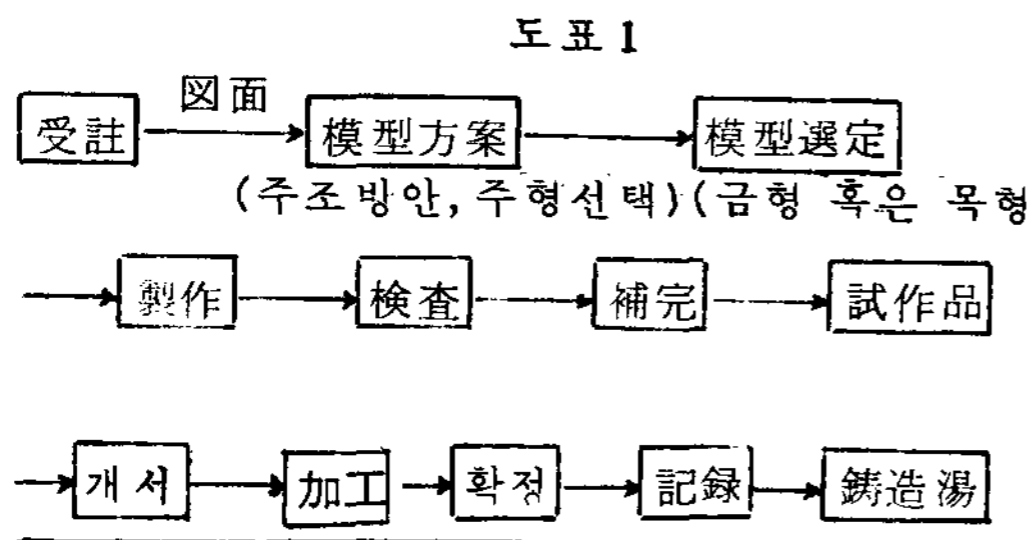 도표 1
図面
受註 模型方案 模型選定
(주조방안, 주형선택)(금형 혹은 목형
製作 検査 補完 試作品
개서 加工 확정 記録 鋳造湯